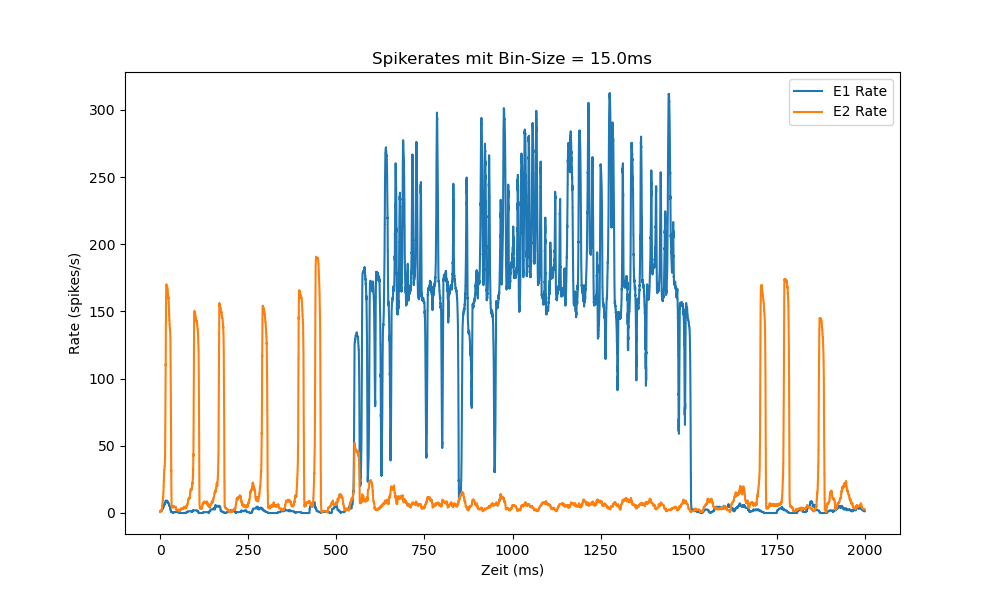 Spikerates mit Bin-Size = 15.0ms
E1 Rate
E2 Rate
Rate (spikes/s)
300
250
200
150
100
50
0
0 250 500 750 1000 1250 1500 1750 2000
Zeit (ms)